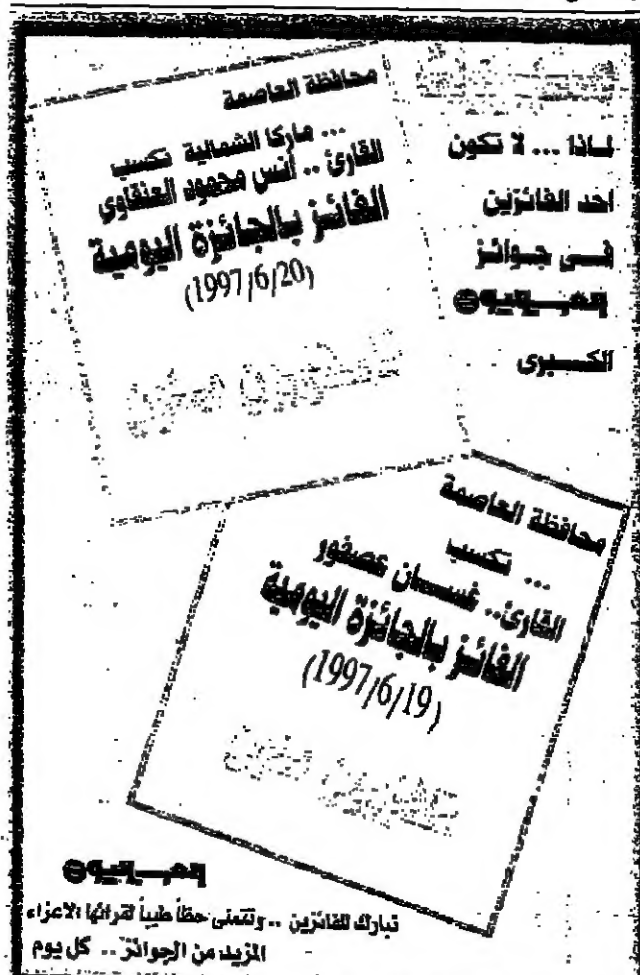 لماذا ... لا تكون
احد الفائزين
في جوائز
الكبرى
محافظة العاصمة
... ماركا الشمالية تكسب
القارئ .. أنس محمود العنقاوي
الفائز بالجائزة اليومية
(1997/6/20)
محافظة العاصمة
... تكسب
القارئ.. غسان عصفور
الفائز بالجائزة اليومية
(1997/6/19)
تبارك للفائزين .. وتتمنى حظاً طيباً لقرائها الاعزاء
المزيد من الجوائز .. كل يوم